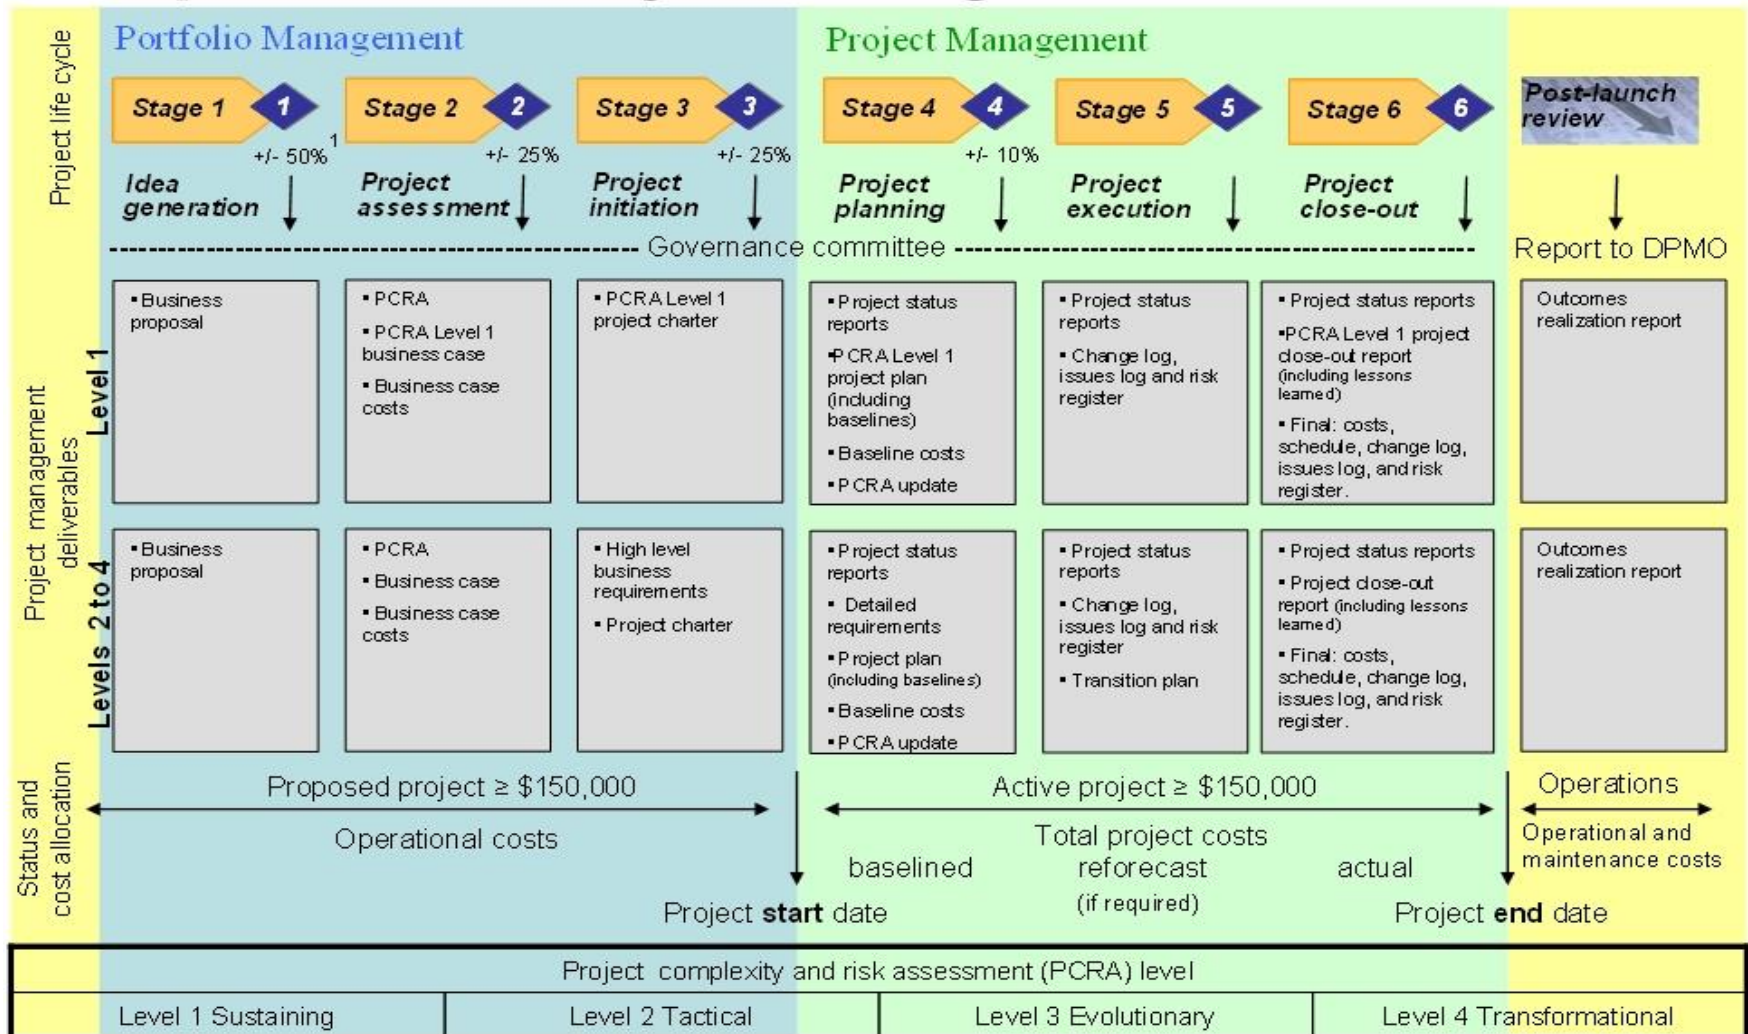 Portfolio Management
Project Management
Project life cycle
Stage 1
1
Stage 2
2
Stage 3
3
Stage 4
4
Stage 5
5
Stage 6
6
Post-launch
review
+/- 50% 1
+/- 25%
+/- 25%
+/- 10%
Idea
generation
Project
assessment
Project
initiation
Project
planning
Project
execution
Project
close-out
Governance committee
Report to DPMO
Project management
deliverables
Level 1
▪ Business
proposal
▪ PCRA
▪ PCRA Level 1
business case
▪ Business case
costs
▪ PCRA Level 1
project charter
▪ Project status
reports
▪PCRA Level 1
project plan
(including
baselines)
▪ Baseline costs
▪ PCRA update
▪ Project status
reports
▪ Change log,
issues log and risk
register
▪ Project status reports
▪PCRA Level 1 project
close-out report
(including lessons
learned)
▪ Final: costs,
schedule, change log,
issues log, and risk
register.
Outcomes
realization report
Levels 2 to 4
▪ Business
proposal
▪ PCRA
▪ Business case
▪ Business case
costs
▪ High level
business
requirements
▪ Project charter
▪ Project status
reports
▪ Detailed
requirements
▪ Project plan
(including baselines)
▪ Baseline costs
▪ PCRA update
▪ Project status
reports
▪ Change log,
issues log and risk
register
▪ Transition plan
▪ Project status reports
▪ Project close-out
report (including lessons
learned)
▪ Final: costs,
schedule, change log,
issues log, and risk
register.
Outcomes
realization report
Status and
cost allocation
Proposed project ≥ $150,000
Operational costs
Active project ≥ $150,000
Total project costs
baselined
reforecast
(if required)
actual
Operations
Operational and
maintenance costs
Project start date
Project end date
Project complexity and risk assessment (PCRA) level
Level 1 Sustaining
Level 2 Tactical
Level 3 Evolutionary
Level 4 Transformational